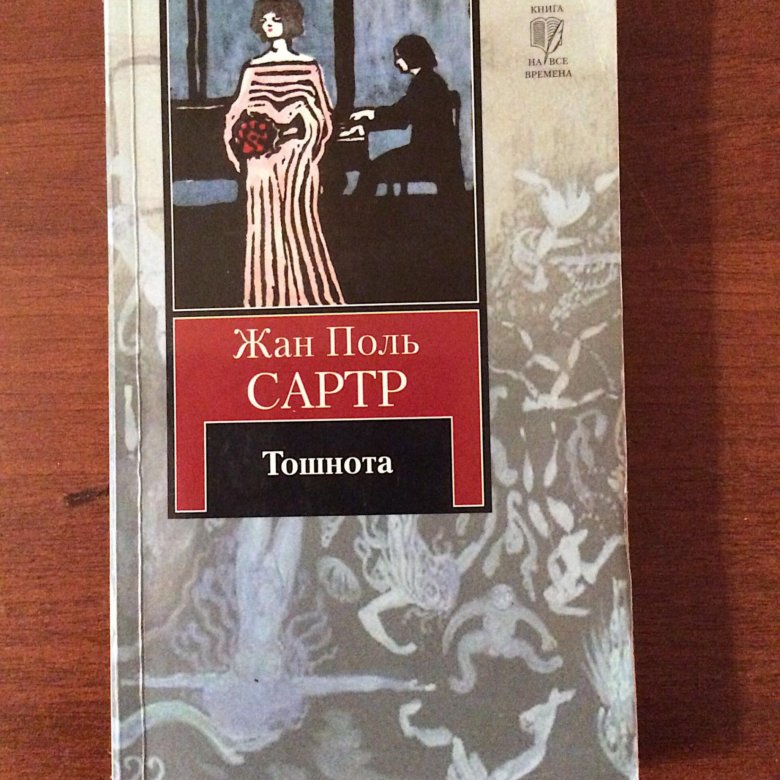 КНИГА
НА ВСЕ
ВРЕМЕНА
Жан Поль
САРТР
Тошнота